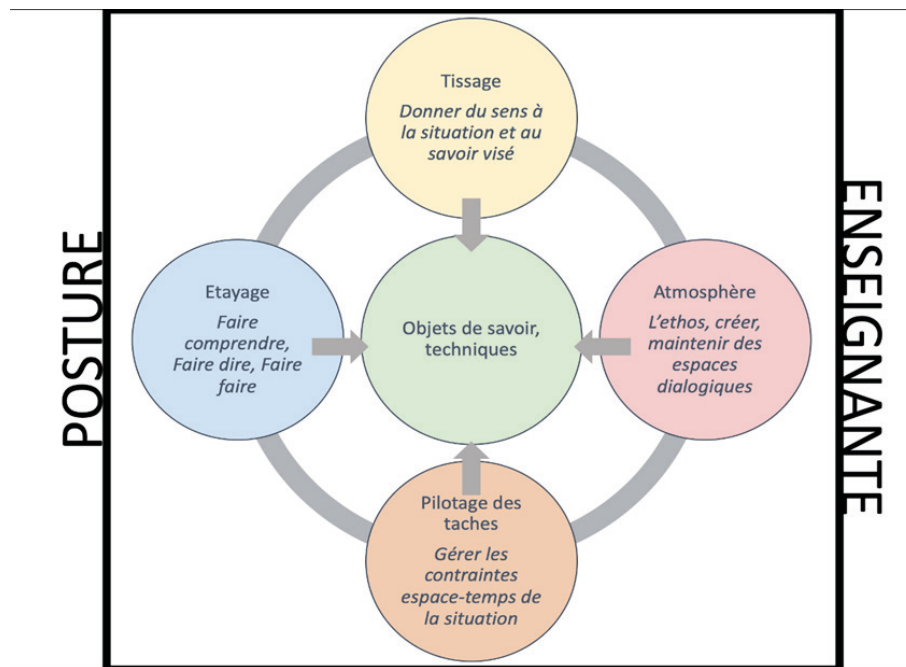 Tissage
Donner du sens à
la situation et au
savoir visé
POSTURE
Etayage
Faire
comprendre,
Faire dire, Faire
faire
Objets de savoir,
techniques
Atmosphère
L'ethos, créer,
maintenir des
espaces
dialogiques
ENSEIGNANTE
Pilotage des
taches
Gérer les
contraintes
espace-temps de
la situation